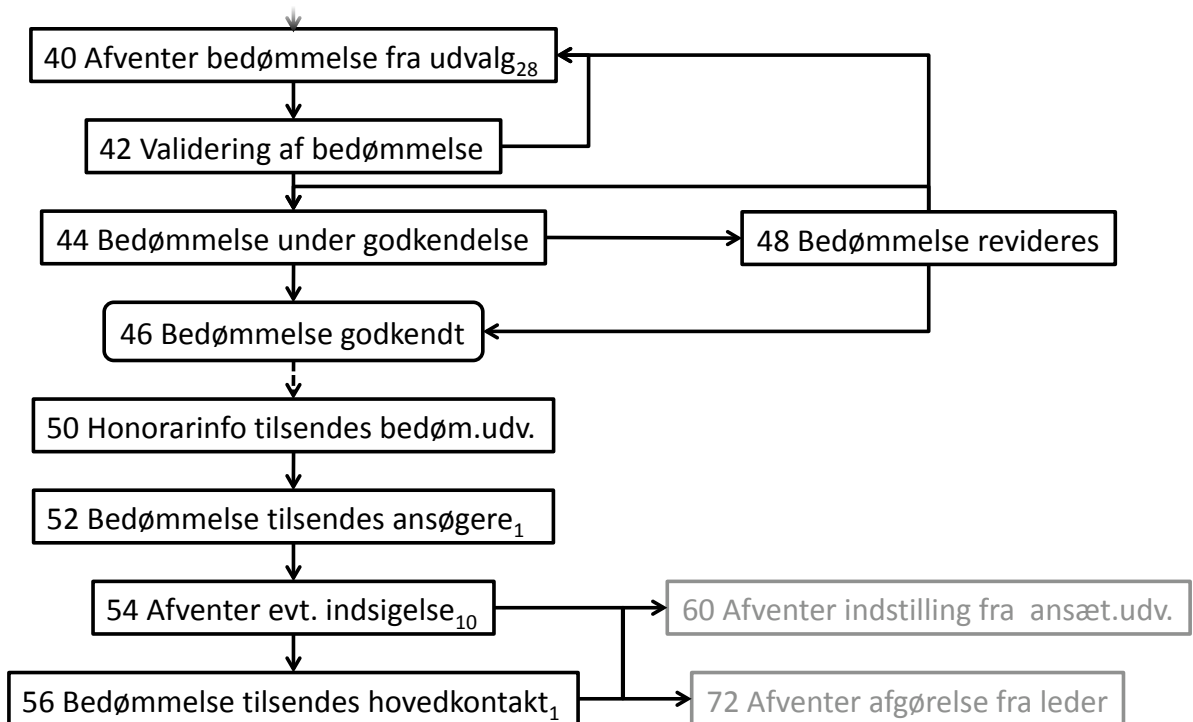 40 Afventer bedømmelse fra udvalg28
42 Validering af bedømmelse
44 Bedømmelse under godkendelse
48 Bedømmelse revideres
46 Bedømmelse godkendt
50 Honorarinfo tilsendes bedøm.udv.
52 Bedømmelse tilsendes ansøgere1
54 Afventer evt. indsigelse10
60 Afventer indstilling fra ansæt.udv.
56 Bedømmelse tilsendes hovedkontakt1
72 Afventer afgørelse fra leder